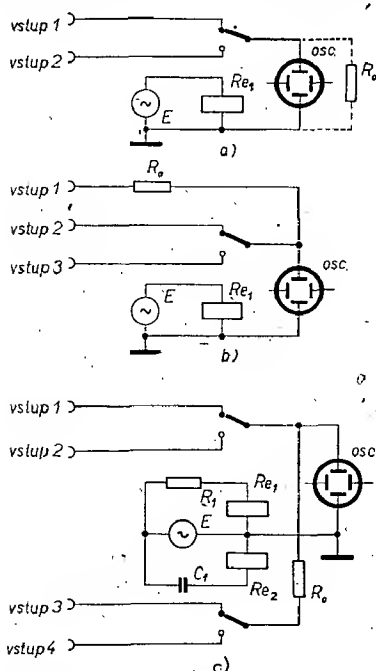 vstup 1
osc.
vstup 2
Re1
Ro
E
a)
Ro
vstup 1
vstup 2
vstup 3
osc.
E
Re1
b)
vstup 1
vstup 2
osc
R1
Re1
E
C1
Re2
Ro
vstup 3
vstup 4
c)